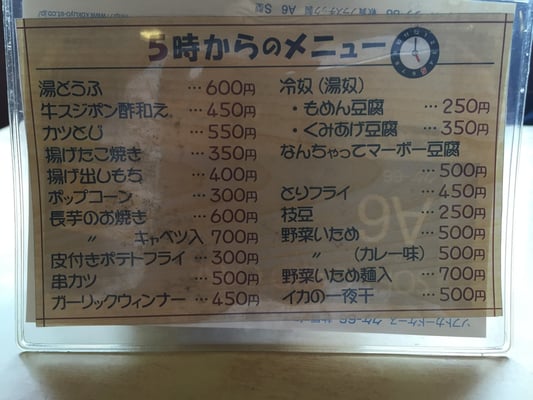 ５時からのメニュー
湯どうふ …600円
牛スジポン酢和え …450円
カツとじ …550円
揚げたこ焼き …350円
揚げ出しもち …400円
ポップコーン …300円
長芋のお焼き …600円
〃 キャベツ入 700円
皮付きポテトフライ …300円
串カツ …500円
ガーリックウィンナー …450円
冷奴（湯奴）
・もめん豆腐 …250円
・くみあげ豆腐 …350円
なんちゃってマーボー豆腐
…500円
とりフライ …450円
枝豆 …250円
野菜いため …500円
〃 （カレー味） 500円
野菜いため麺入 …700円
イカの一夜干 …500円